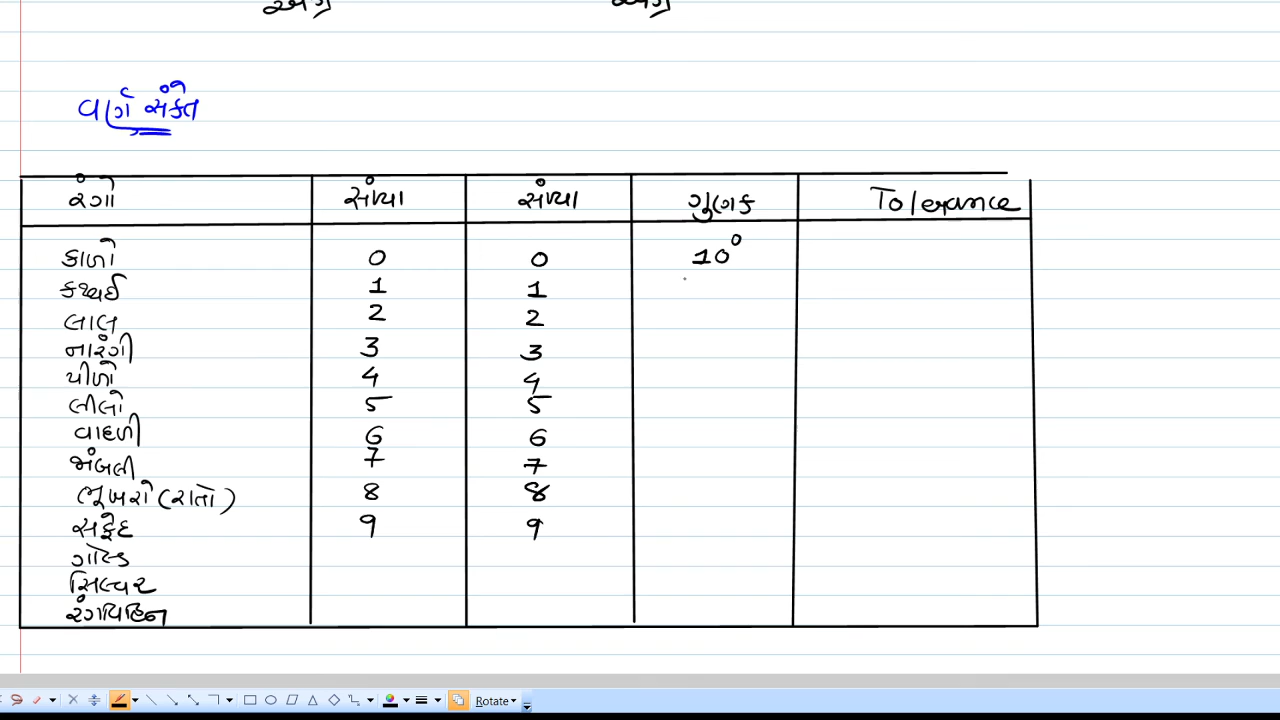 વર્ણ સંકેત
રંગો સંખ્યા સંખ્યા ગુણક Tolerance
કાળો 0 0 10⁰
કથ્થઈ 1 1
લાલ 2 2
નારંગી 3 3
પીળો 4 4
લીલો 5 5
વાદળી 6 6
જાંબલી 7 7
ભૂખરો (રાતો) 8 8
સફેદ 9 9
ગોલ્ડ
સિલ્વર
રંગવિહિન
Rotate